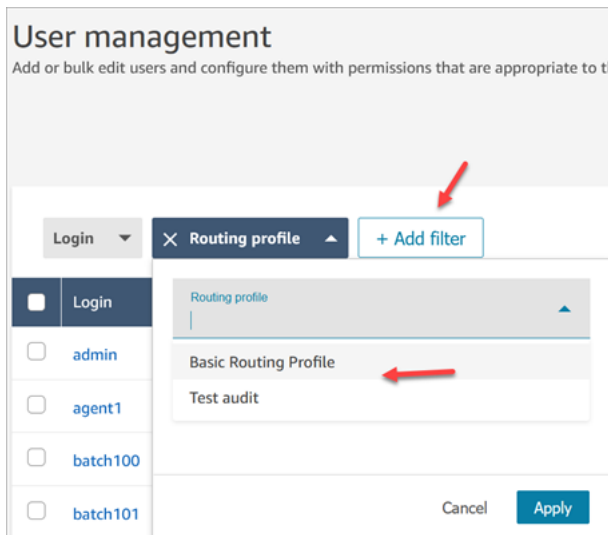 User management
Add or bulk edit users and configure them with permissions that are appropriate to
Login
Routing profile
+ Add filter
Login
Routing profile
admin
Basic Routing Profile
agent1
Test audit
batch100
batch101
Cancel
Apply